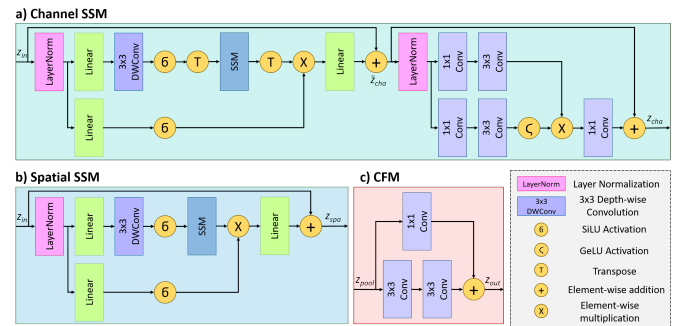 a) Channel SSM
z_in
LayerNorm
Linear
3x3
DWConv
б
T
SSM
T
X
Linear
+
z̃_cha
LayerNorm
1x1
Conv
3x3
Conv
Linear
б
1x1
Conv
3x3
Conv
ς
X
1x1
Conv
+
z_cha
b) Spatial SSM
z_in
LayerNorm
Linear
3x3
DWConv
б
SSM
X
Linear
+
z_spa
Linear
б
c) CFM
1x1
Conv
z_pool
3x3
Conv
3x3
Conv
+
z_out
LayerNorm
Layer Normalization
3x3
DWConv
3x3 Depth-wise
Convolution
б
SiLU Activation
ς
GeLU Activation
T
Transpose
+
Element-wise addition
X
Element-wise
multiplication